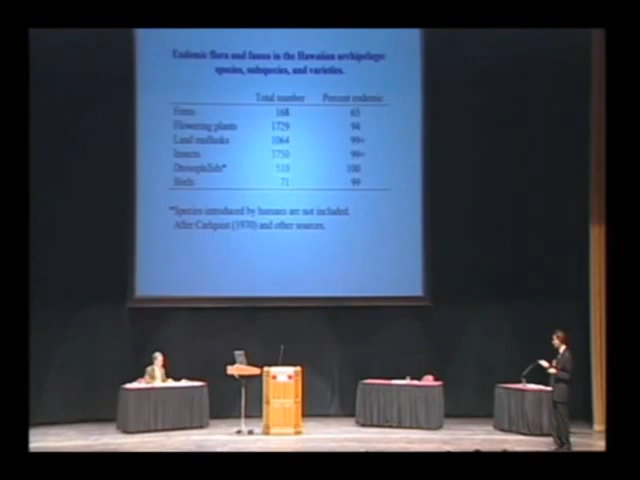 Endemic flora and fauna in the Hawaiian archipelago:
species, subspecies, and varieties.
Total number Percent endemic
Ferns 168 65
Flowering plants 1729 94
Land mollusks 1064 99+
Insects 3750 99+
Drosophilids* 510 100
Birds 71 99
*Species introduced by humans are not included.
After Carlquist (1970) and other sources.